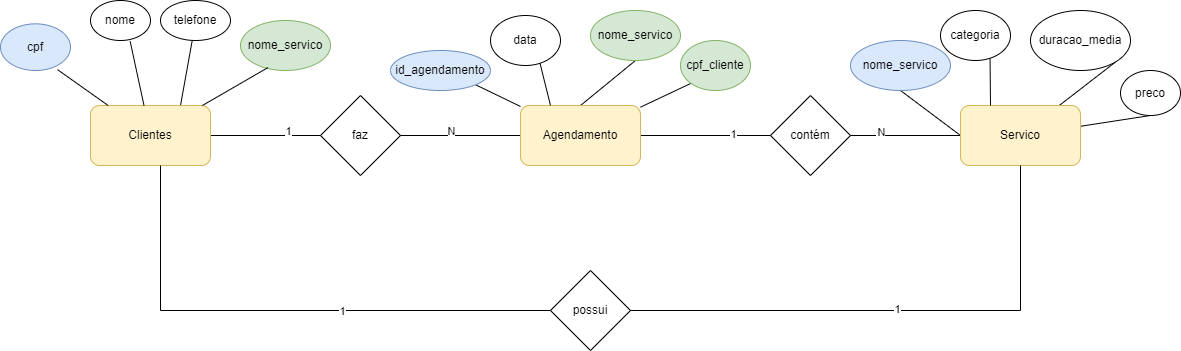 cpf
nome
telefone
nome_servico
id_agendamento
data
nome_servico
cpf_cliente
nome_servico
categoria
duracao_media
preco
Clientes
1
faz
N
Agendamento
1
contém
N
Servico
1
possui
1